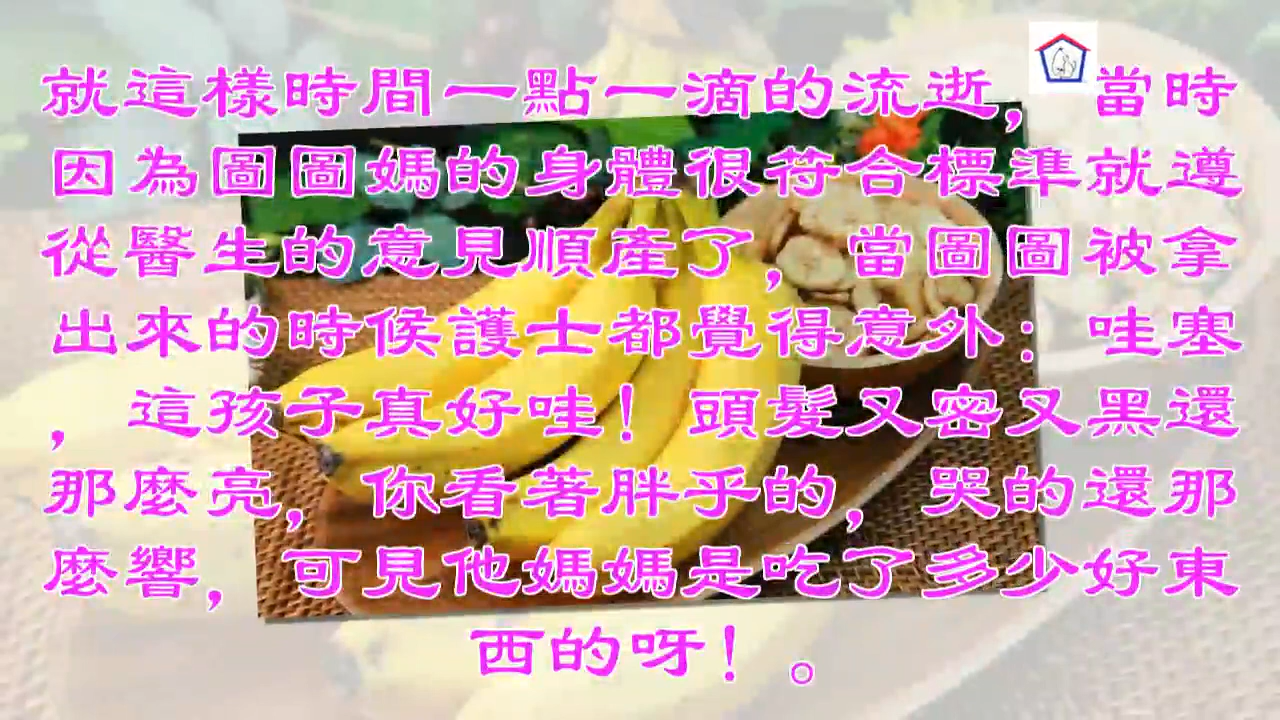 就這樣時間一點一滴的流逝，當時
因為圖圖媽的身體很符合標準就遵
從醫生的意見順產了，當圖圖被拿
出來的時候護士都覺得意外：哇塞
，這孩子真好哇！頭髮又密又黑還
那麼亮，你看著胖乎的，哭的還那
麼響，可見他媽媽是吃了多少好東
西的呀！。